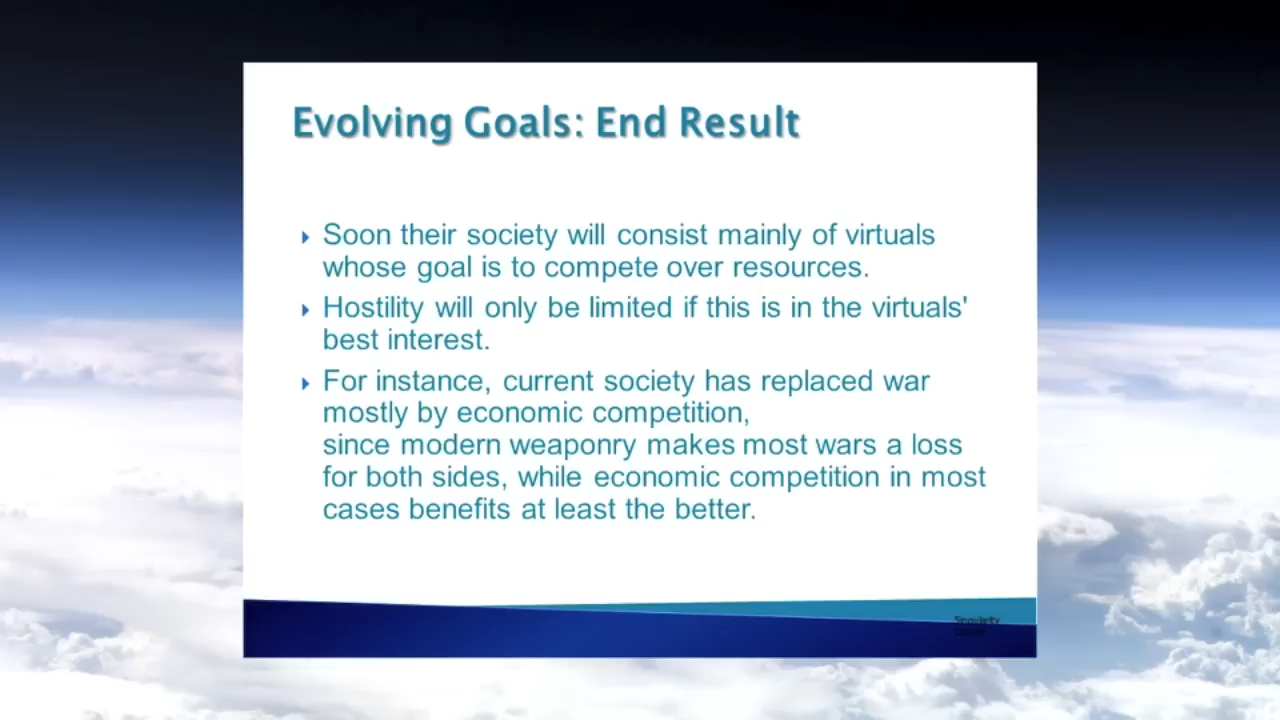 Evolving Goals: End Result
Soon their society will consist mainly of virtuals
whose goal is to compete over resources.
Hostility will only be limited if this is in the virtuals'
best interest.
For instance, current society has replaced war
mostly by economic competition,
since modern weaponry makes most wars a loss
for both sides, while economic competition in most
cases benefits at least the better.